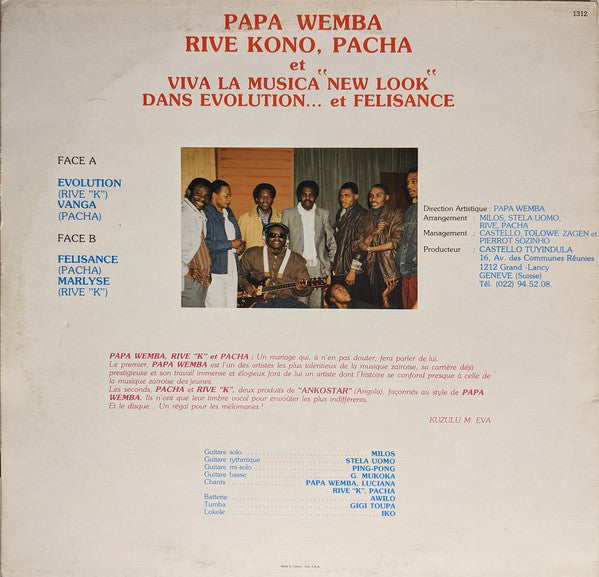 1312
PAPA WEMBA
RIVE KONO, PACHA
et
VIVA LA MUSICA "NEW LOOK"
DANS EVOLUTION... et FELISANCE
FACE A
EVOLUTION
(RIVE "K")
VANGA
(PACHA)
FACE B
FELISANCE
(PACHA)
MARLYSE
(RIVE "K")
Direction Artistique : PAPA WEMBA
Arrangement : MILOS, STELA UOMO,
RIVE, PACHA
Management : CASTELLO, TOLOWE ZAGEN et
PIERROT SOZINHO
Producteur : CASTELLO TUYINDULA
16, Av. des Communes Réunies
1212 Grand-Lancy
GENEVE (Suisse)
Tél. (022) 94.52.08.
PAPA WEMBA, RIVE "K" et PACHA : Un mariage qui, à n'en pas douter, fera parler de lui.
Le premier, PAPA WEMBA est l'un des artistes les plus talentieux de la musique zaïroise, sa carrière déjà
prestigieuse et son travail immense et élogieux font de lui un artiste dont l'histoire se confond presque à celle de
la musique zaïroise des jeunes.
Les seconds, PACHA et RIVE "K", deux produits de "ANKOSTAR" (Angola), façonnés au style de PAPA
WEMBA. Ils n'ont que leur timbre vocal pour envoûter les plus indifférents.
Et le disque... Un régal pour les mélomanes !
KUZULU M. EVA
Guitare solo MILOS
Guitare rythmique STELA UOMO
Guitare mi-solo PING-PONG
Guitare basse G. MUKOKA
Chants PAPA WEMBA, LUCIANA
RIVE "K", PACHA
Batterie AWILO
Tumba GIGI TOUPA
Lokole IKO
Made in France